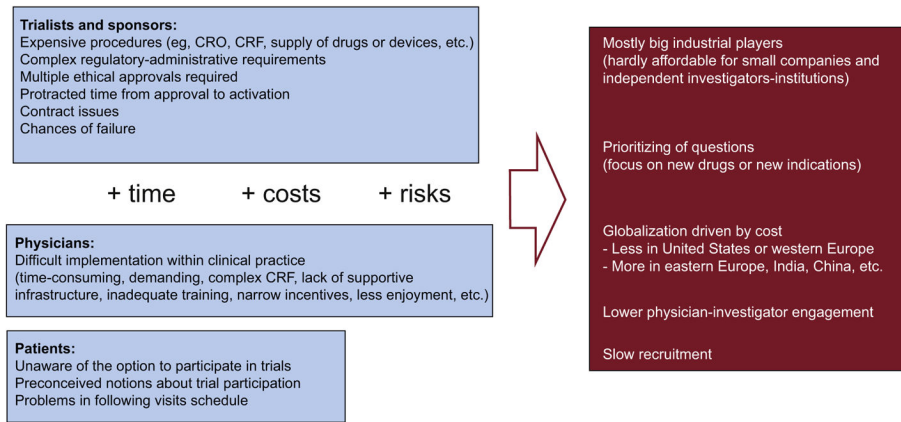 Trialists and sponsors:
Expensive procedures (eg, CRO, CRF, supply of drugs or devices, etc.)
Complex regulatory-administrative requirements
Multiple ethical approvals required
Protracted time from approval to activation
Contract issues
Chances of failure
+ time + costs + risks
Physicians:
Difficult implementation within clinical practice
(time-consuming, demanding, complex CRF, lack of supportive
infrastructure, inadequate training, narrow incentives, less enjoyment, etc.)
Patients:
Unaware of the option to participate in trials
Preconceived notions about trial participation
Problems in following visits schedule
Mostly big industrial players
(hardly affordable for small companies and
independent investigators-institutions)
Prioritizing of questions
(focus on new drugs or new indications)
Globalization driven by cost
- Less in United States or western Europe
- More in eastern Europe, India, China, etc.
Lower physician-investigator engagement
Slow recruitment